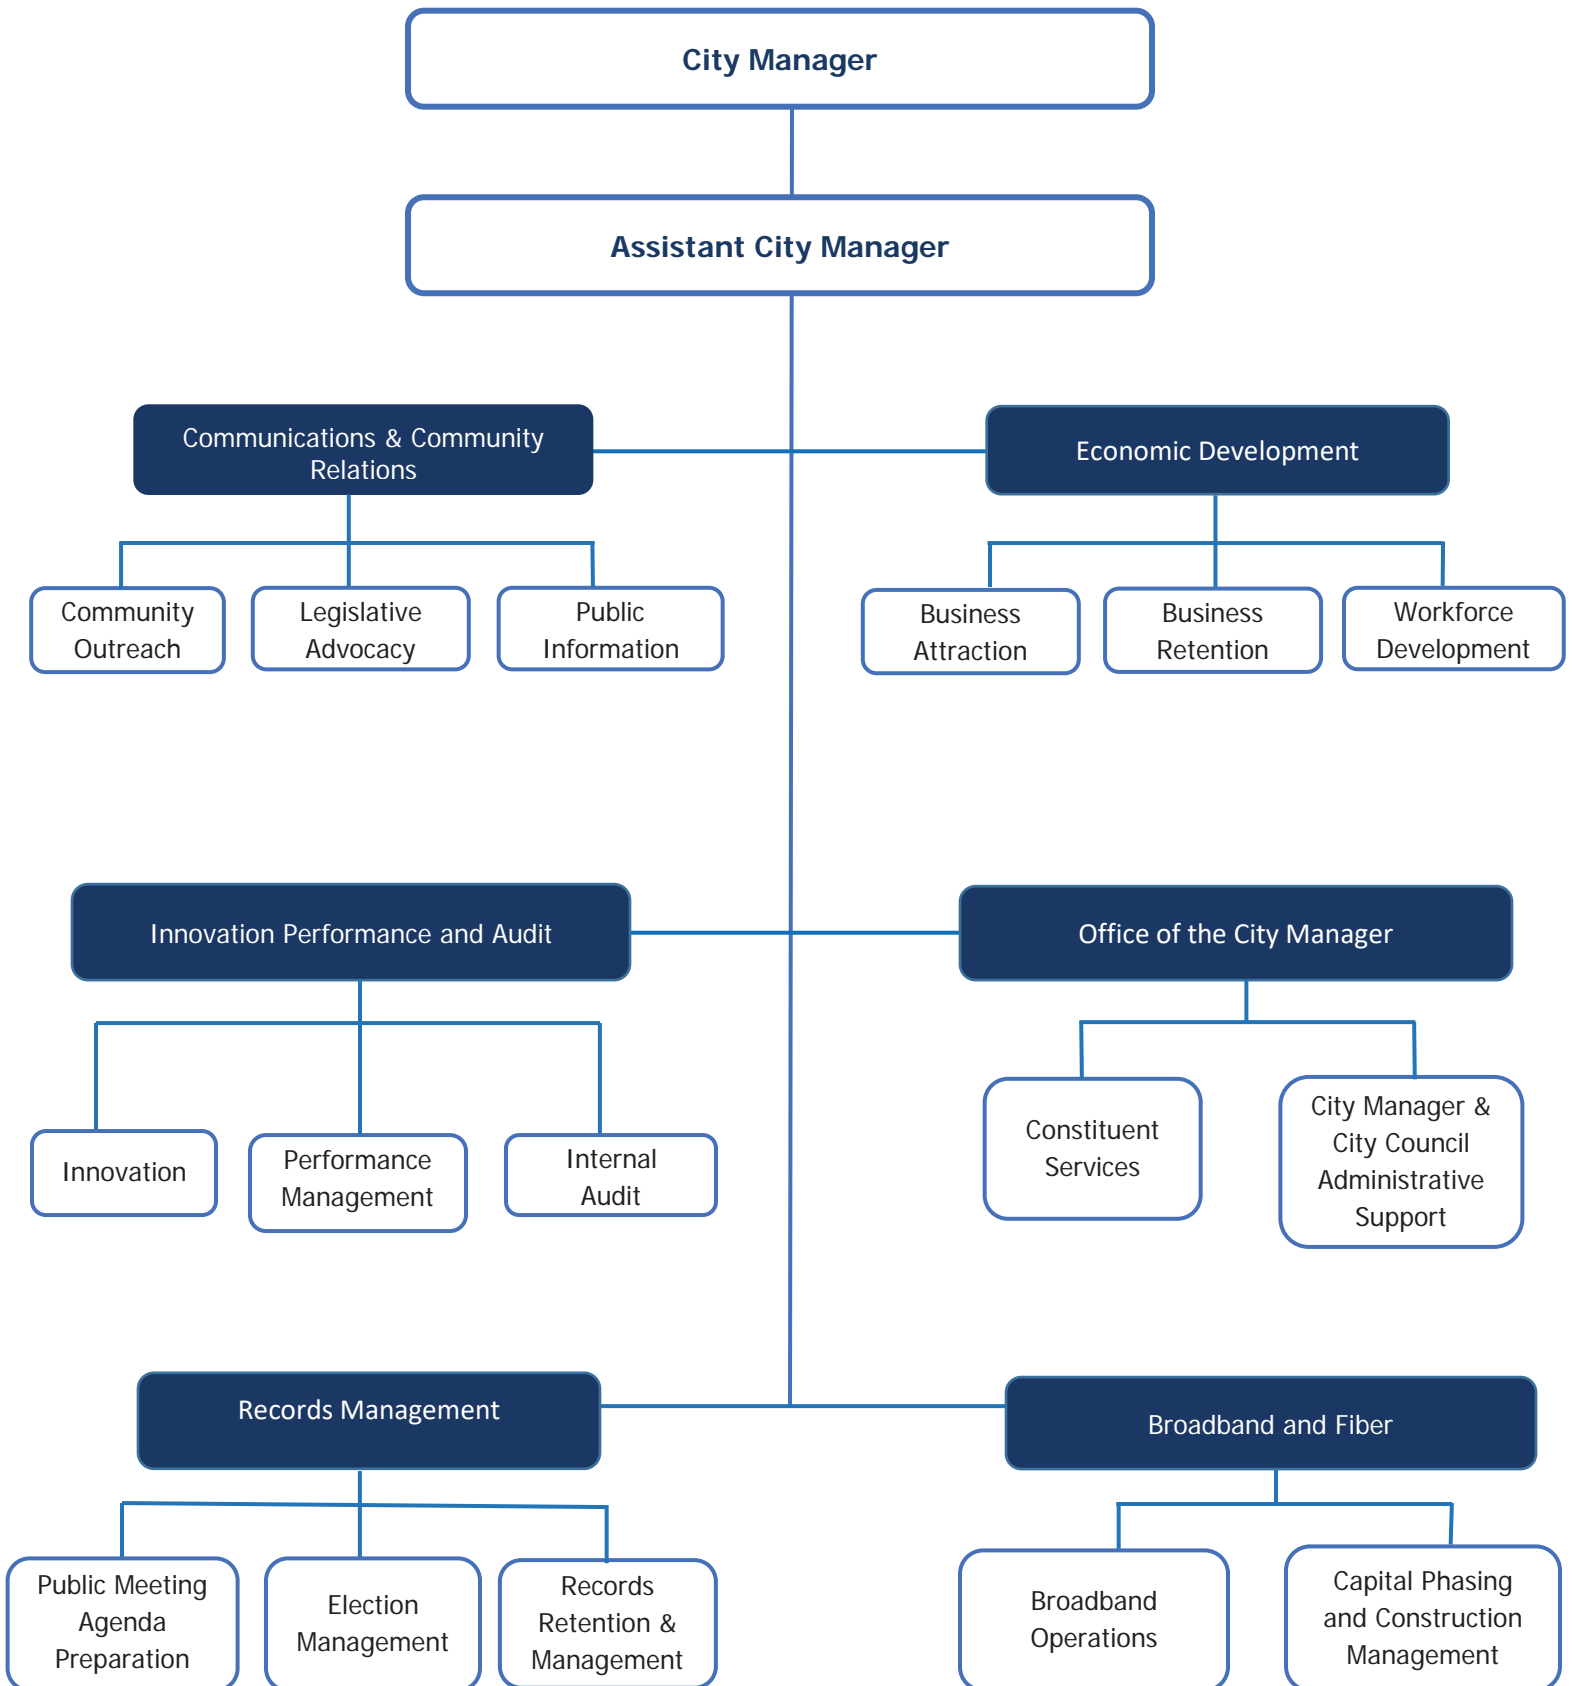 City Manager
Assistant City Manager
Communications & Community
Relations
Economic Development
Community
Outreach
Legislative
Advocacy
Public
Information
Business
Attraction
Business
Retention
Workforce
Development
Innovation Performance and Audit
Office of the City Manager
Innovation
Performance
Management
Internal
Audit
Constituent
Services
City Manager &
City Council
Administrative
Support
Records Management
Broadband and Fiber
Public Meeting
Agenda
Preparation
Election
Management
Records
Retention &
Management
Broadband
Operations
Capital Phasing
and Construction
Management